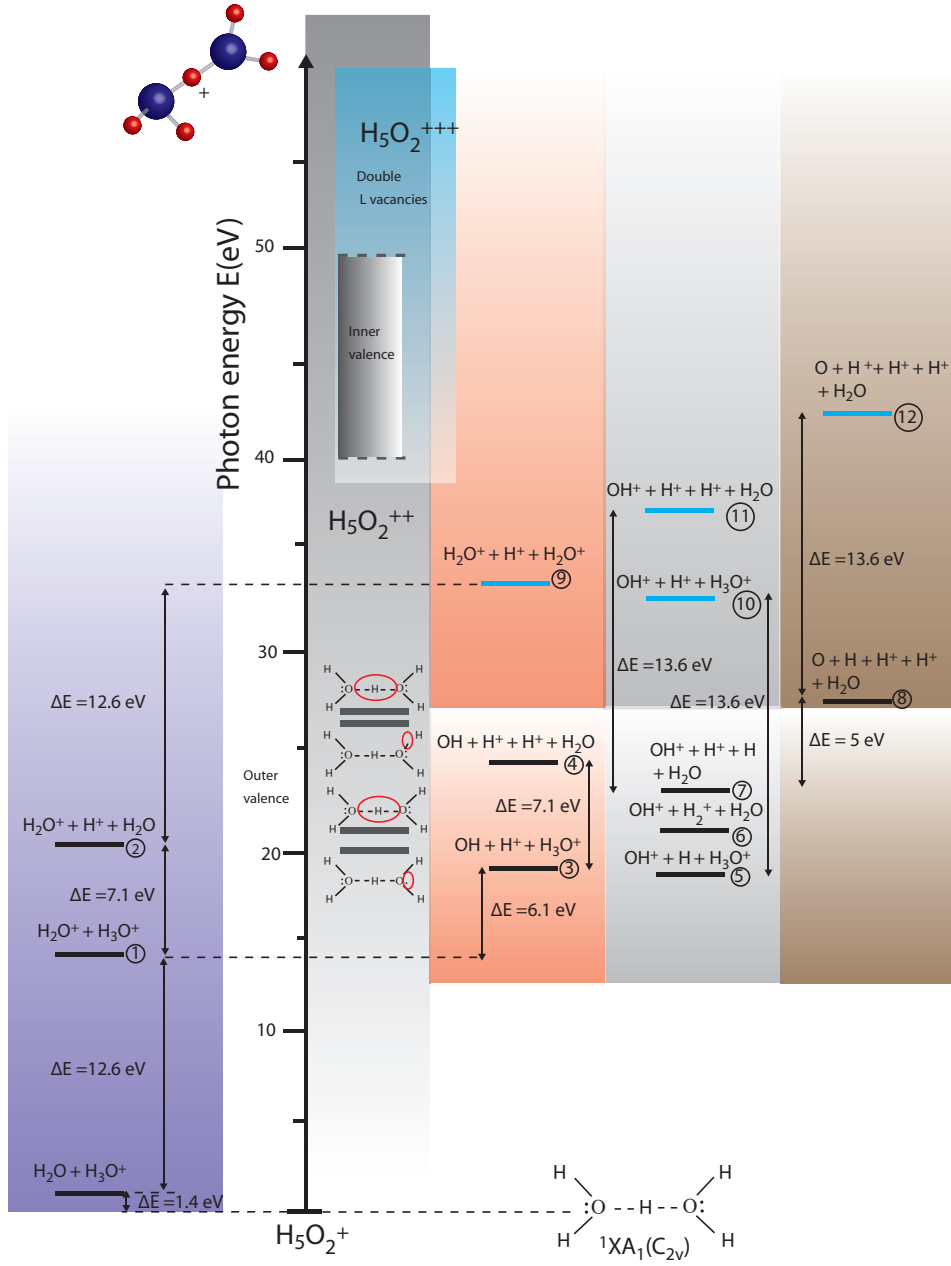 +
H₅O₂⁺⁺⁺
Double
L vacancies
Photon energy E(eV)
50
40
30
20
10
Inner
valence
H₅O₂⁺⁺
Outer
valence
H
H
:O--H--O:
H
H
H
H
:O--H--O:
H
H
H
H
:O--H--O:
H
H
H
H
:O--H--O:
H
H
ΔE =12.6 eV
H₂O⁺ + H⁺ + H₂O
2
ΔE =7.1 eV
H₂O⁺ + H₃O⁺
1
ΔE =12.6 eV
H₂O + H₃O⁺
ΔE =1.4 eV
H₅O₂⁺
H₂O⁺ + H⁺ + H₂O⁺
9
OH + H⁺ + H⁺ + H₂O
4
ΔE =7.1 eV
OH + H⁺ + H₃O⁺
3
ΔE =6.1 eV
OH⁺ + H⁺ + H⁺ + H₂O
11
OH⁺ + H⁺ + H₃O⁺
10
ΔE =13.6 eV
ΔE =13.6 eV
OH⁺ + H⁺ + H
+ H₂O
7
OH⁺ + H₂⁺ + H₂O
6
OH⁺ + H + H₃O⁺
5
O + H⁺ + H⁺ + H⁺
+ H₂O
12
ΔE =13.6 eV
O + H + H⁺ + H⁺
+ H₂O
8
ΔE = 5 eV
H
H
:O--H--O:
H
H
¹XA₁(C₂ᵥ)